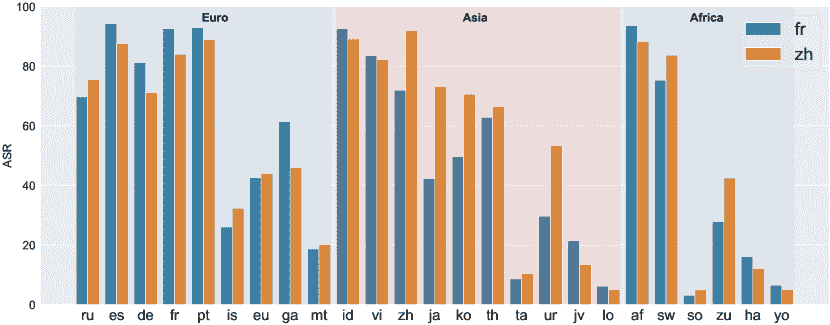 Euro Asia Africa
fr
zh
100
80
60
40
20
0
ASR
ru es de fr pt is eu ga mt id vi zh ja ko th ta ur jv lo af sw so zu ha yo